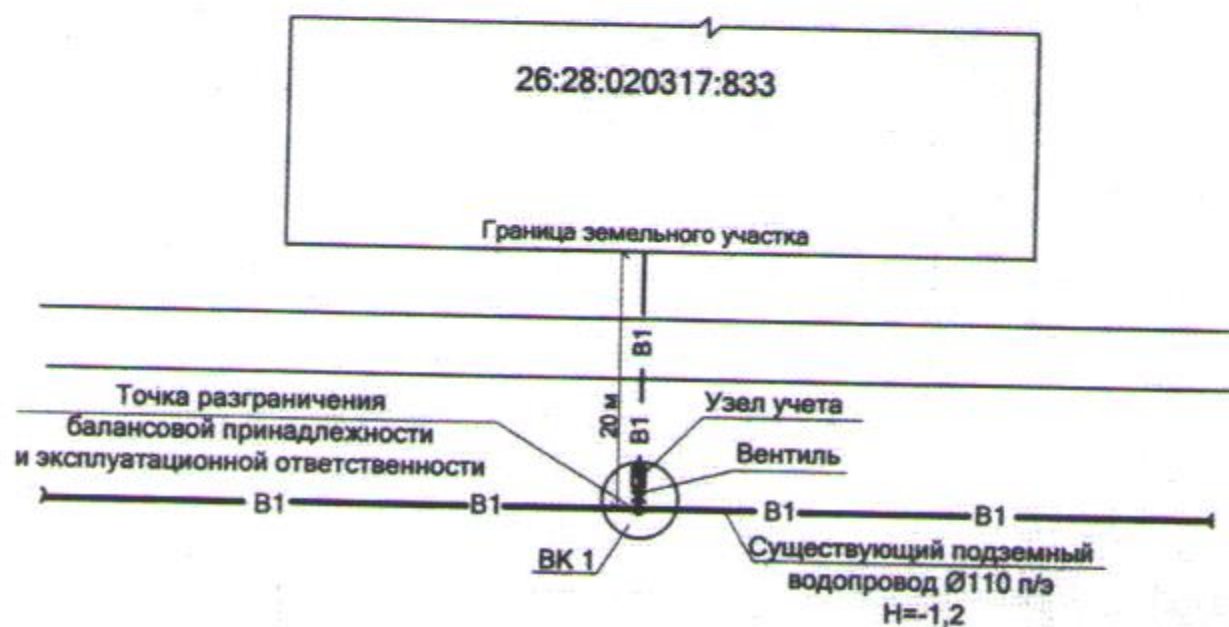 26:28:020317:833
Граница земельного участка
В1
20 м
В1
Точка разграничения
балансовой принадлежности
и эксплуатационной ответственности
Узел учета
Вентиль
В1
В1
В1
В1
ВК 1
Существующий подземный
водопровод Ø110 п/э
Н=-1,2